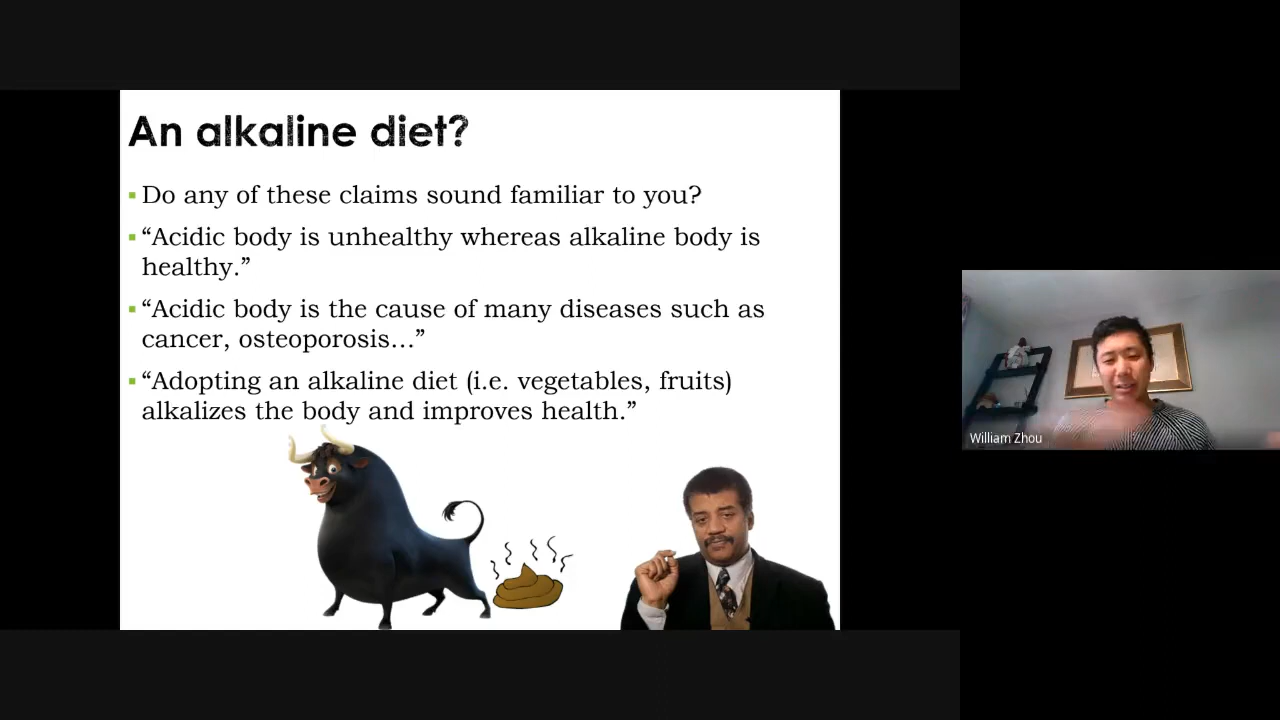 An alkaline diet?
Do any of these claims sound familiar to you?
“Acidic body is unhealthy whereas alkaline body is
healthy.”
“Acidic body is the cause of many diseases such as
cancer, osteoporosis…”
“Adopting an alkaline diet (i.e. vegetables, fruits)
alkalizes the body and improves health.”
William Zhou